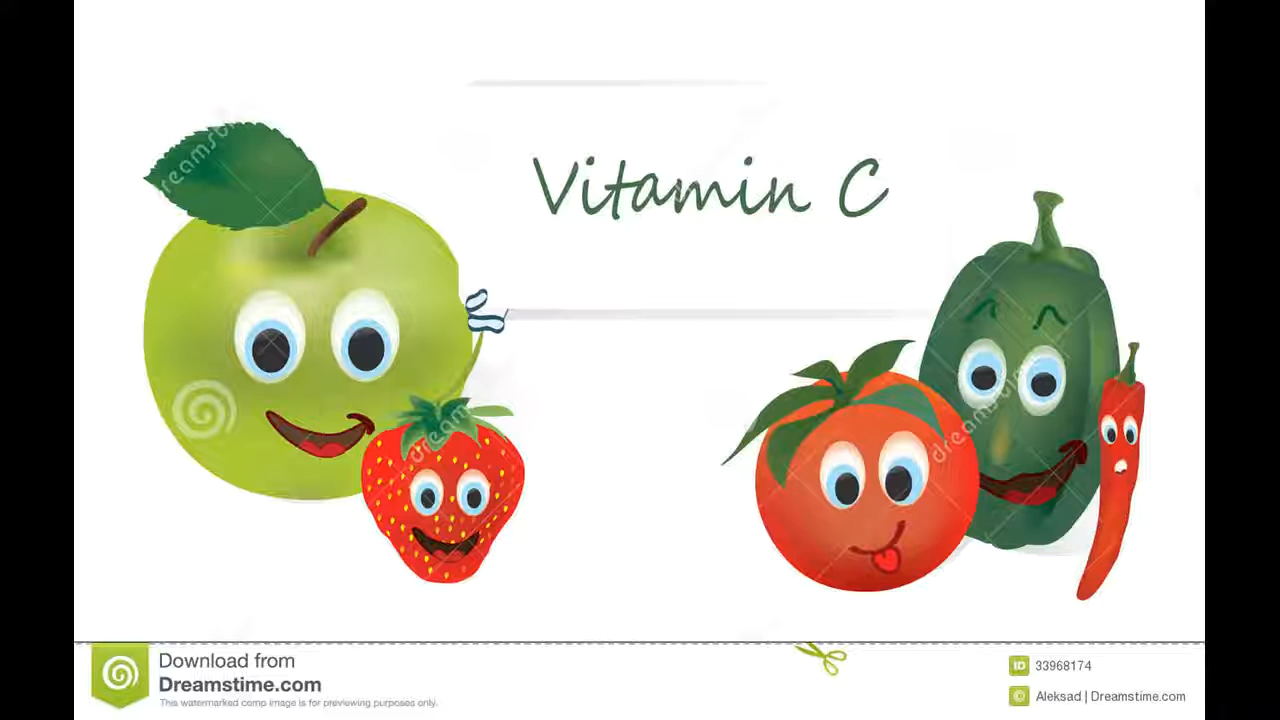 Vitamin C
Download from
Dreamstime.com
This watermarked comp image is for previewing purposes only.
ID 33968174
© Aleksad | Dreamstime.com